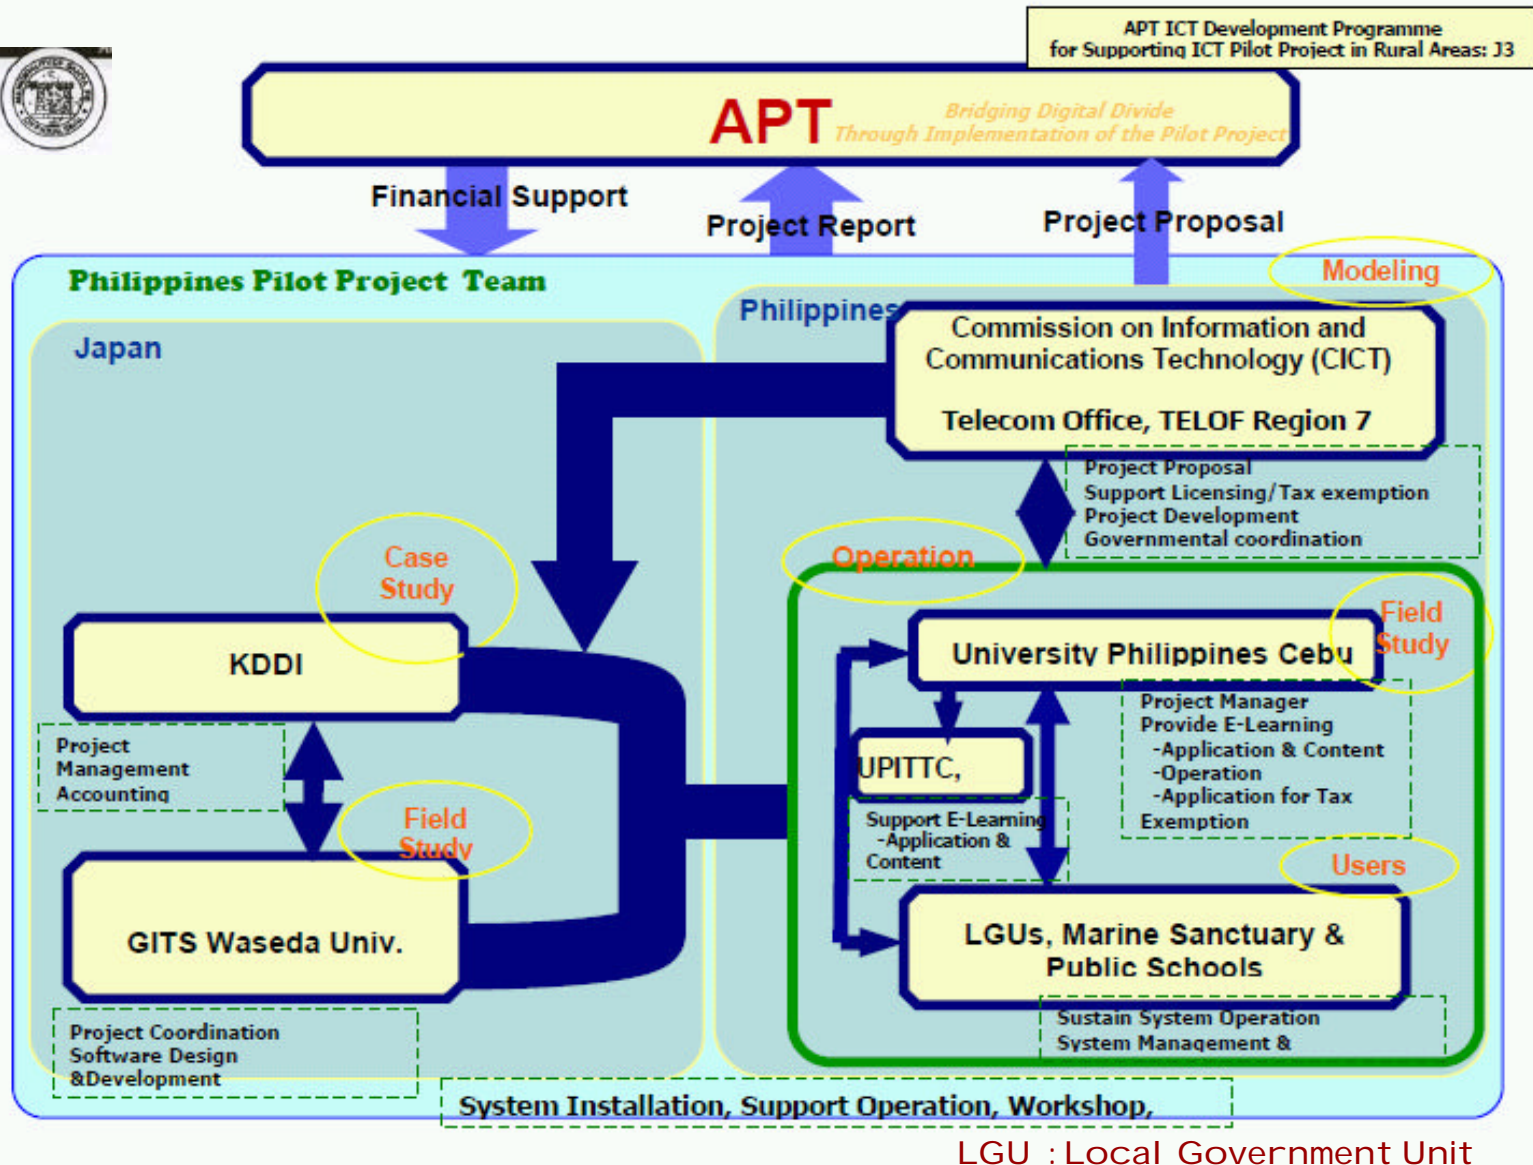 APT ICT Development Programme
for Supporting ICT Pilot Project in Rural Areas: J3
APT
Bridging Digital Divide
Through Implementation of the Pilot Project
Financial Support
Project Report
Project Proposal
Philippines Pilot Project Team
Modeling
Japan
Philippines
Commission on Information and
Communications Technology (CICT)
Telecom Office, TELOF Region 7
Project Proposal
Support Licensing/Tax exemption
Project Development
Governmental coordination
Case
Study
Operation
Field
Study
KDDI
University Philippines Cebu
Project
Management
Accounting
Project Manager
Provide E-Learning
-Application & Content
-Operation
-Application for Tax
Exemption
UPITTC,
Support E-Learning
-Application &
Content
Field
Study
Users
GITS Waseda Univ.
LGUs, Marine Sanctuary &
Public Schools
Project Coordination
Software Design
&Development
Sustain System Operation
System Management &
System Installation, Support Operation, Workshop,
LGU : Local Government Unit